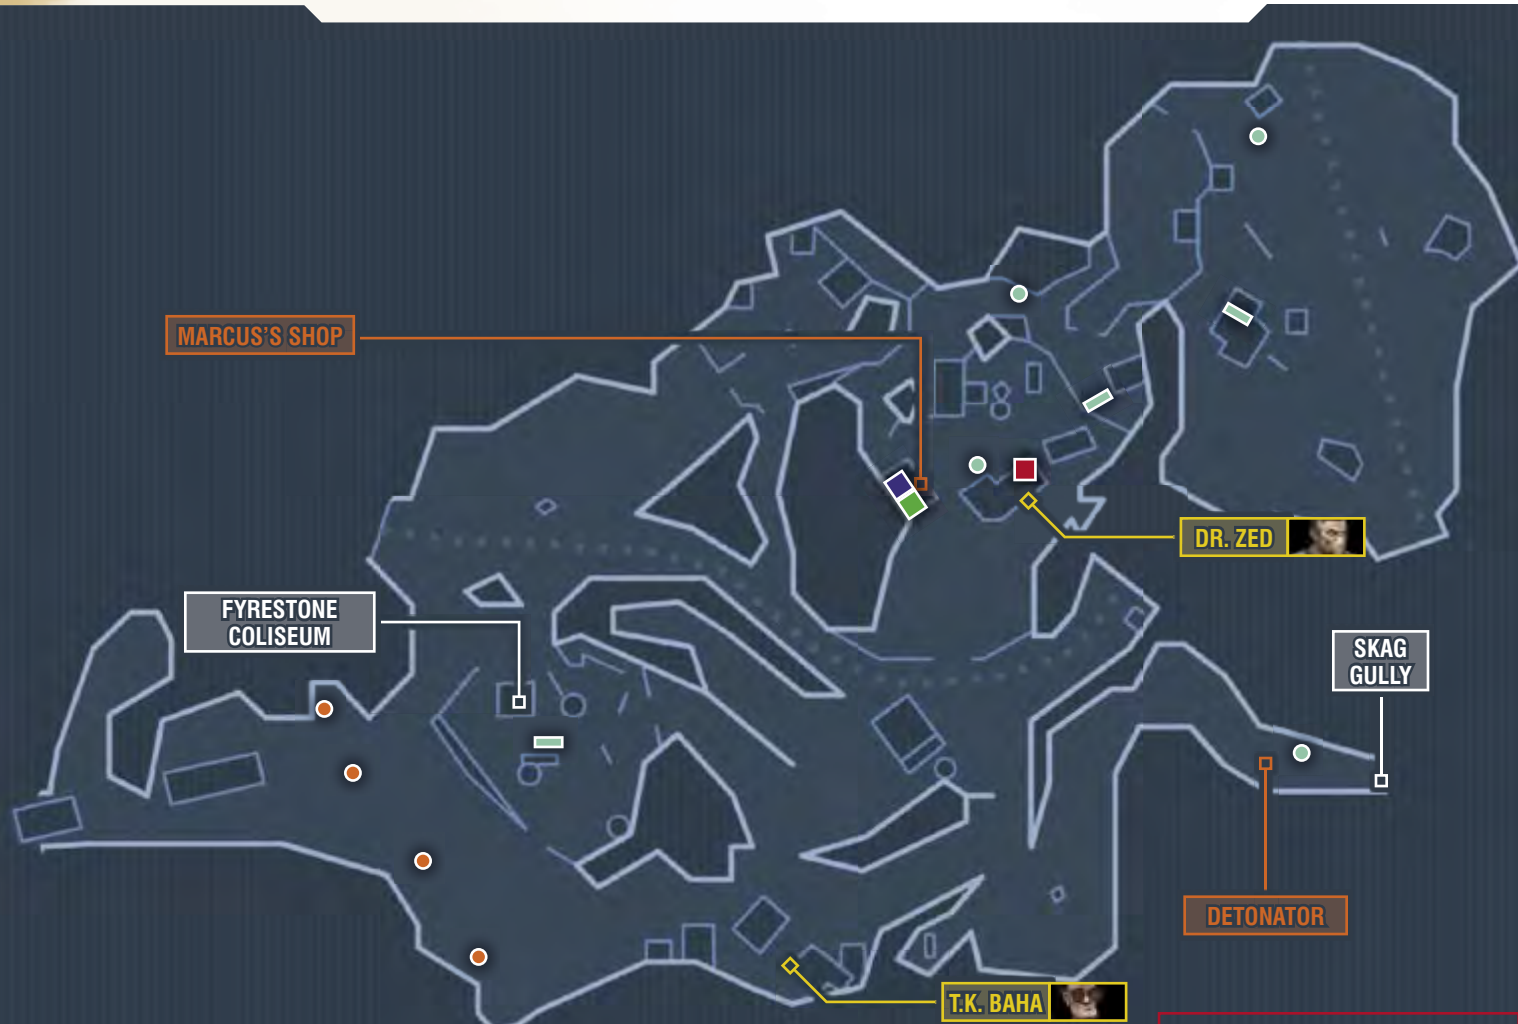 MARCUS'S SHOP
DR. ZED
FYRESTONE
COLISEUM
SKAG
GULLY
DETONATOR
T.K. BAHA